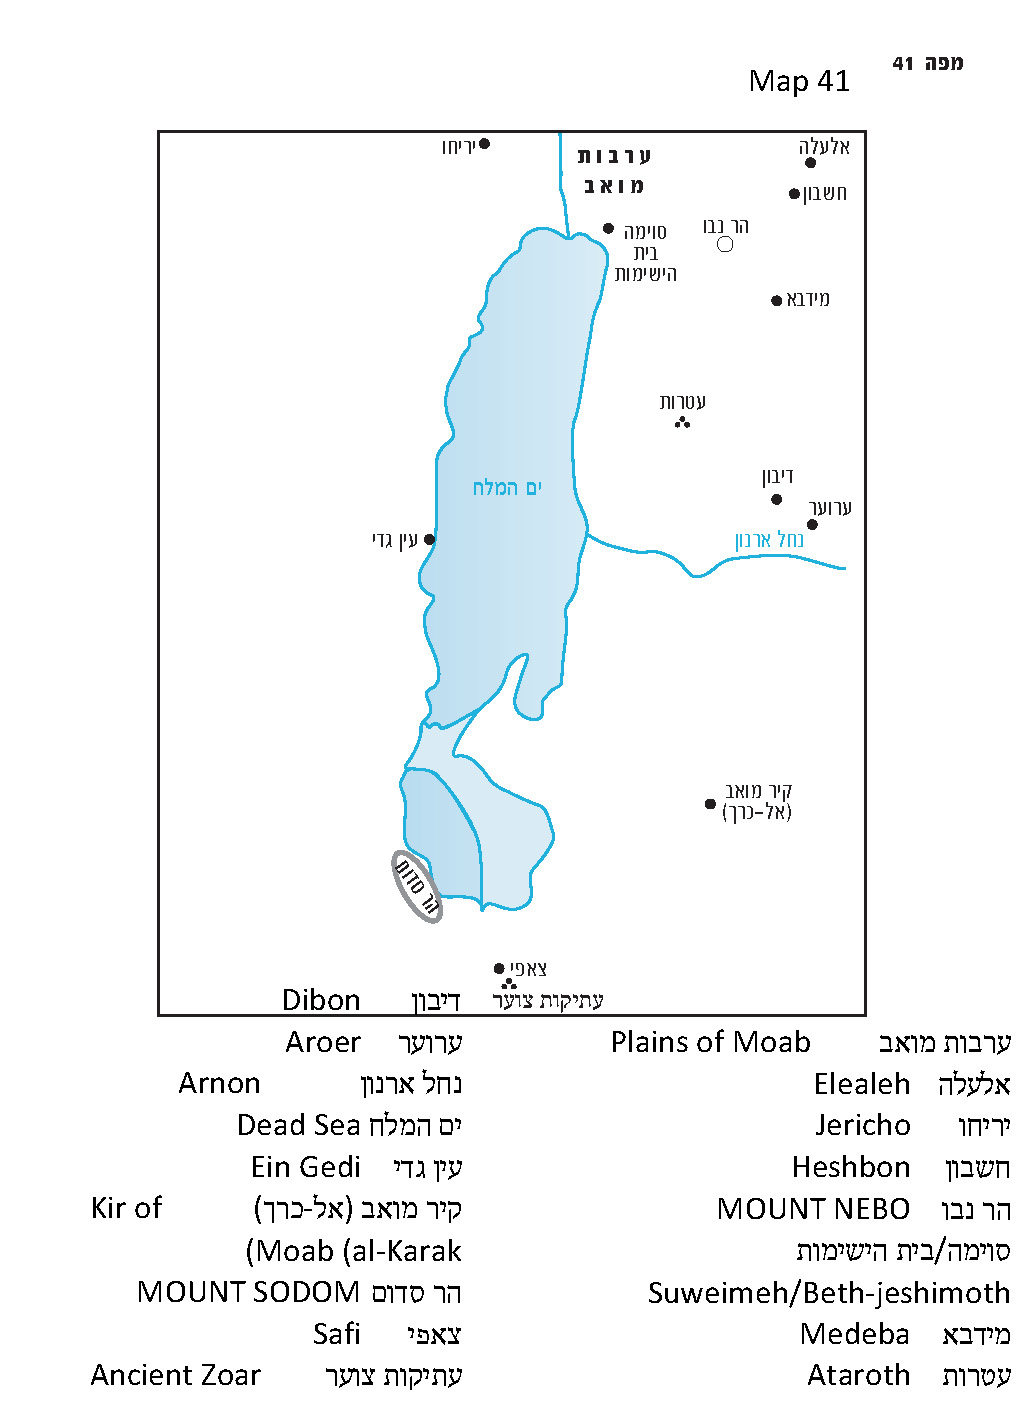 מפה 41
Map 41
יריחו
ערבות
מואב
אלעלה
חשבון
הר נבו
סוימה
בית
הישימות
מידבא
עטרות
דיבון
ערוער
ים המלח
נחל ארנון
עין גדי
קיר מואב
(אל-כרך)
הר סדום
צאפי
עתיקות צוער
ערבות מואב Plains of Moab
אלעלה Elealeh
יריחו Jericho
חשבון Heshbon
הר נבו MOUNT NEBO
סוימה/בית הישימות
Suweimeh/Beth-jeshimoth
מידבא Medeba
עטרות Ataroth
דיבון Dibon
ערוער Aroer
נחל ארנון Arnon
ים המלח Dead Sea
עין גדי Ein Gedi
קיר מואב (אל-כרך) Kir of
(Moab (al-Karak
הר סדום MOUNT SODOM
צאפי Safi
עתיקות צוער Ancient Zoar